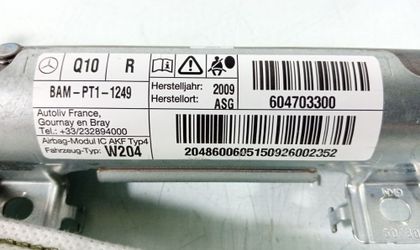 Q10 R
BAM-PT1-1249
Herstelljahr: 2009
Herstellort: ASG
604703300
Autoliv France,
Gournay en Bray
Tel.: +33/232894000
Airbag-Modul IC AKF Typ4
Fahrzeug-Typ: W204
2048600605150926002352